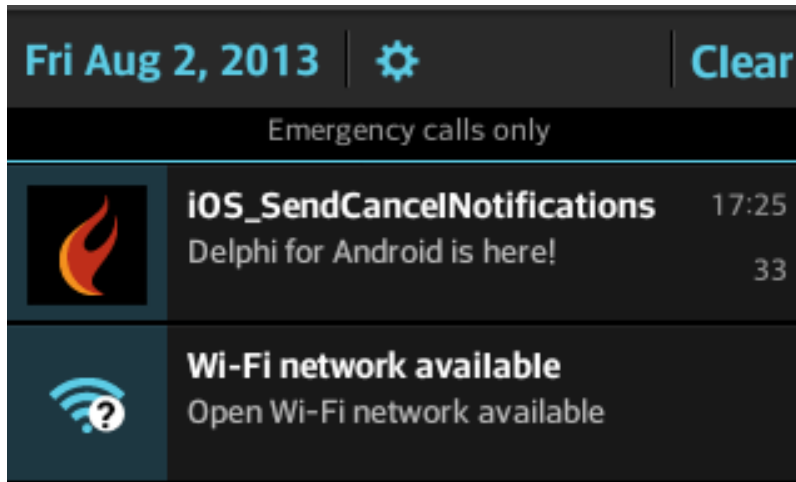 Fri Aug 2, 2013
Clear
Emergency calls only
iOS_SendCancelNotifications 17:25
Delphi for Android is here! 33
Wi-Fi network available
?
Open Wi-Fi network available